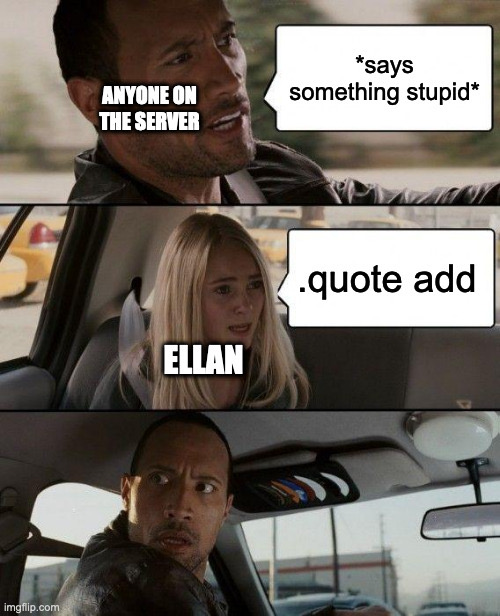 *says
something stupid*
ANYONE ON
THE SERVER
.quote add
ELLAN
imgflip.com